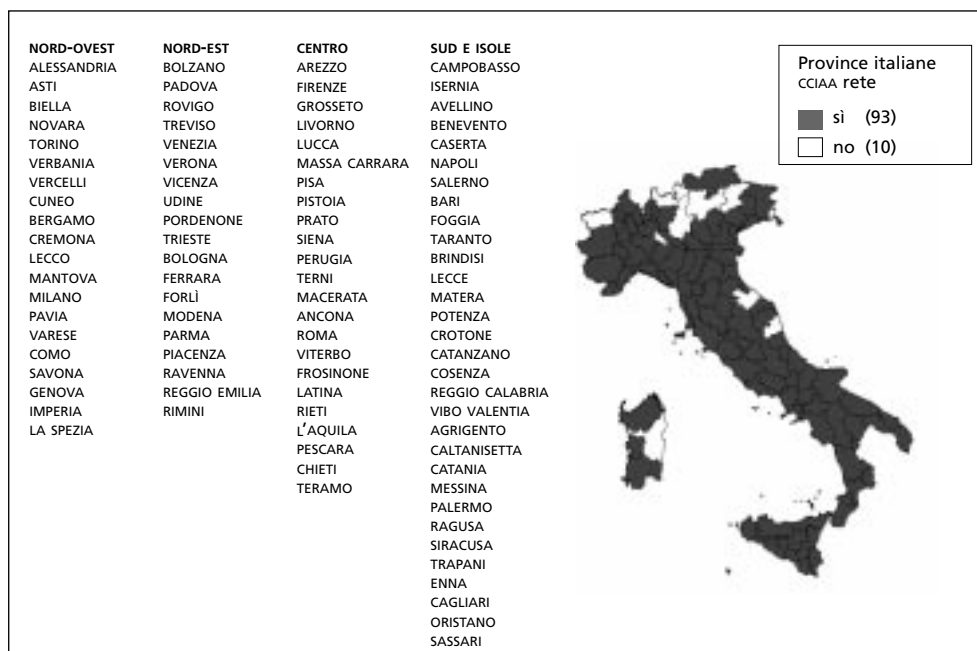 NORD-OVEST
ALESSANDRIA
ASTI
BIELLA
NOVARA
TORINO
VERBANIA
VERCELLI
CUNEO
BERGAMO
CREMONA
LECCO
MANTOVA
MILANO
PAVIA
VARESE
COMO
SAVONA
GENOVA
IMPERIA
LA SPEZIA
NORD-EST
BOLZANO
PADOVA
ROVIGO
TREVISO
VENEZIA
VERONA
VICENZA
UDINE
PORDENONE
TRIESTE
BOLOGNA
FERRARA
FORLÌ
MODENA
PARMA
PIACENZA
RAVENNA
REGGIO EMILIA
RIMINI
CENTRO
AREZZO
FIRENZE
GROSSETO
LIVORNO
LUCCA
MASSA CARRARA
PISA
PISTOIA
PRATO
SIENA
PERUGIA
TERNI
MACERATA
ANCONA
ROMA
VITERBO
FROSINONE
LATINA
RIETI
L'AQUILA
PESCARA
CHIETI
TERAMO
SUD E ISOLE
CAMPOBASSO
ISERNIA
AVELLINO
BENEVENTO
CASERTA
NAPOLI
SALERNO
BARI
FOGGIA
TARANTO
BRINDISI
LECCE
MATERA
POTENZA
CROTONE
CATANZANO
COSENZA
REGGIO CALABRIA
VIBO VALENTIA
AGRIGENTO
CALTANISETTA
CATANIA
MESSINA
PALERMO
RAGUSA
SIRACUSA
TRAPANI
ENNA
CAGLIARI
ORISTANO
SASSARI
Province italiane
CCIAA rete
sì (93)
no (10)